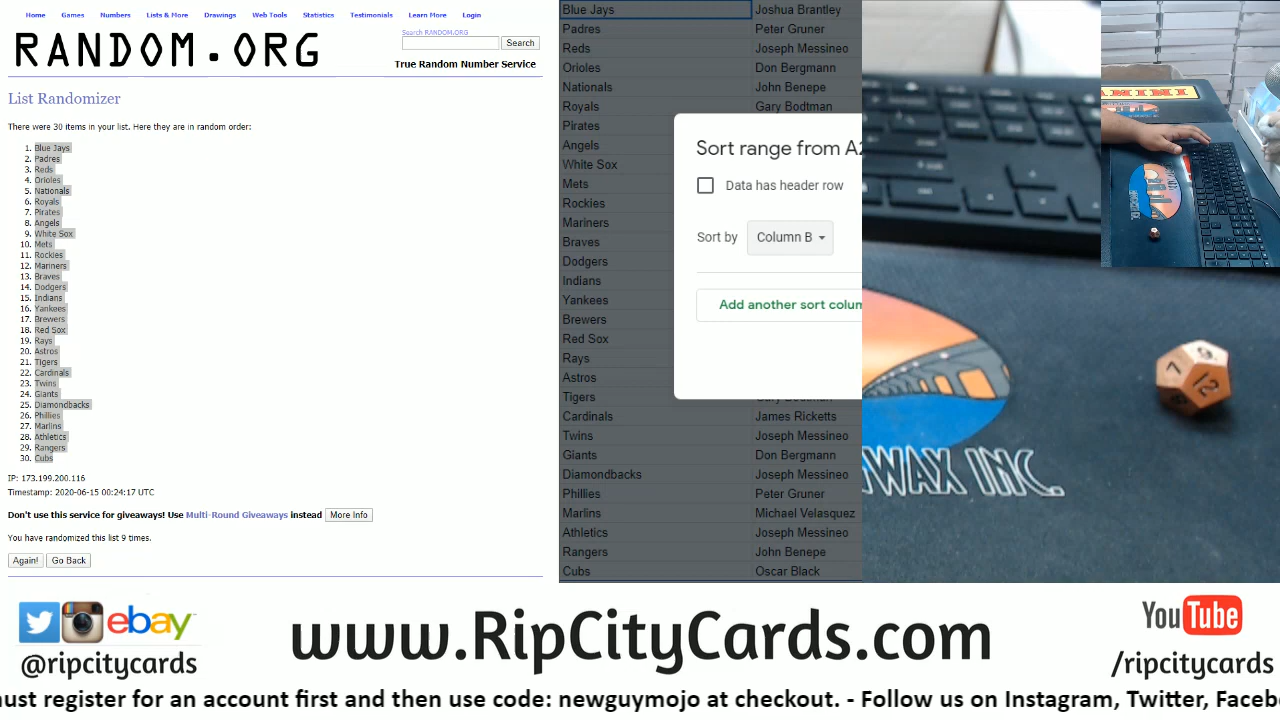 Home Games Numbers Lists & More Drawings Web Tools Statistics Testimonials Learn More Login
RANDOM.ORG
Search RANDOM.ORG
Search
True Random Number Service
List Randomizer
There were 30 items in your list. Here they are in random order:
1. Blue Jays
2. Padres
3. Reds
4. Orioles
5. Nationals
6. Royals
7. Pirates
8. Angels
9. White Sox
10. Mets
11. Rockies
12. Mariners
13. Braves
14. Dodgers
15. Indians
16. Yankees
17. Brewers
18. Red Sox
19. Rays
20. Astros
21. Tigers
22. Cardinals
23. Twins
24. Giants
25. Diamondbacks
26. Phillies
27. Marlins
28. Athletics
29. Rangers
30. Cubs
IP: 173.199.200.116
Timestamp: 2020-06-15 00:24:17 UTC
Don't use this service for giveaways! Use Multi-Round Giveaways instead More Info
You have randomized this list 9 times.
Again! Go Back
Blue Jays Joshua Brantley
Padres Peter Gruner
Reds Joseph Messineo
Orioles Don Bergmann
Nationals John Benepe
Royals Gary Bodtman
Pirates
Angels
White Sox
Mets
Rockies
Mariners
Braves
Dodgers
Indians
Yankees
Brewers
Red Sox
Rays
Astros
Tigers Gary Bodtman
Cardinals James Ricketts
Twins Joseph Messineo
Giants Don Bergmann
Diamondbacks Joseph Messineo
Phillies Peter Gruner
Marlins Michael Velasquez
Athletics Joseph Messineo
Rangers John Benepe
Cubs Oscar Black
Sort range from A2
Data has header row
Sort by Column B
Add another sort colum
7 9 12
WAX INC.
@ripcitycards
ebay
www.RipCityCards.com
YouTube
/ripcitycards
must register for an account first and then use code: newguymojo at checkout. - Follow us on Instagram, Twitter, Faceb